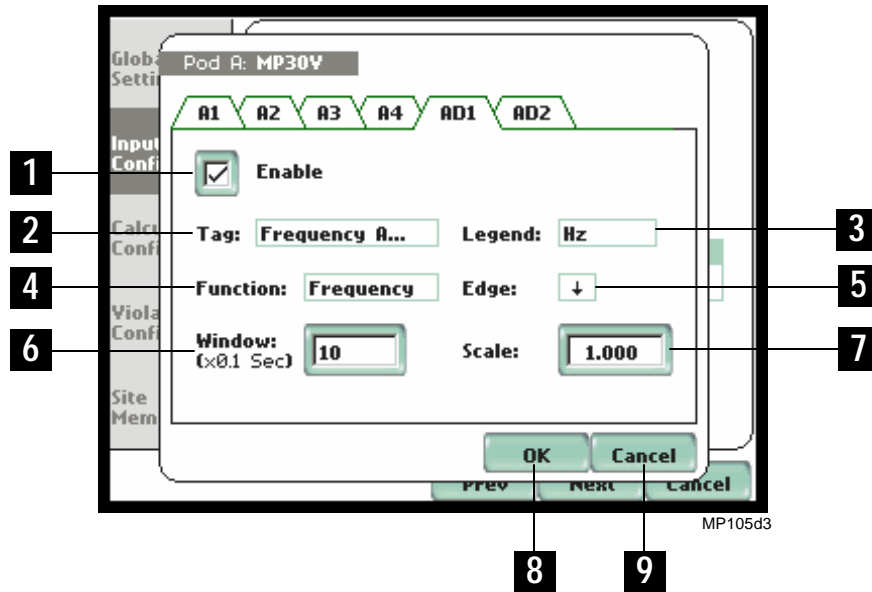 Glob
Setti
Pod A: MP30V
A1 A2 A3 A4 AD1 AD2
Input
Confi
1
Enable
Calcu
Confi
2
Tag: Frequency A...
Legend: Hz
3
4
Function: Frequency
Edge: ↓
5
Viola
Confi
6
Window:
(x0.1 Sec)
10
Scale: 1.000
7
Site
Mem
OK Cancel
Prev Next Cancel
MP105d3
8 9